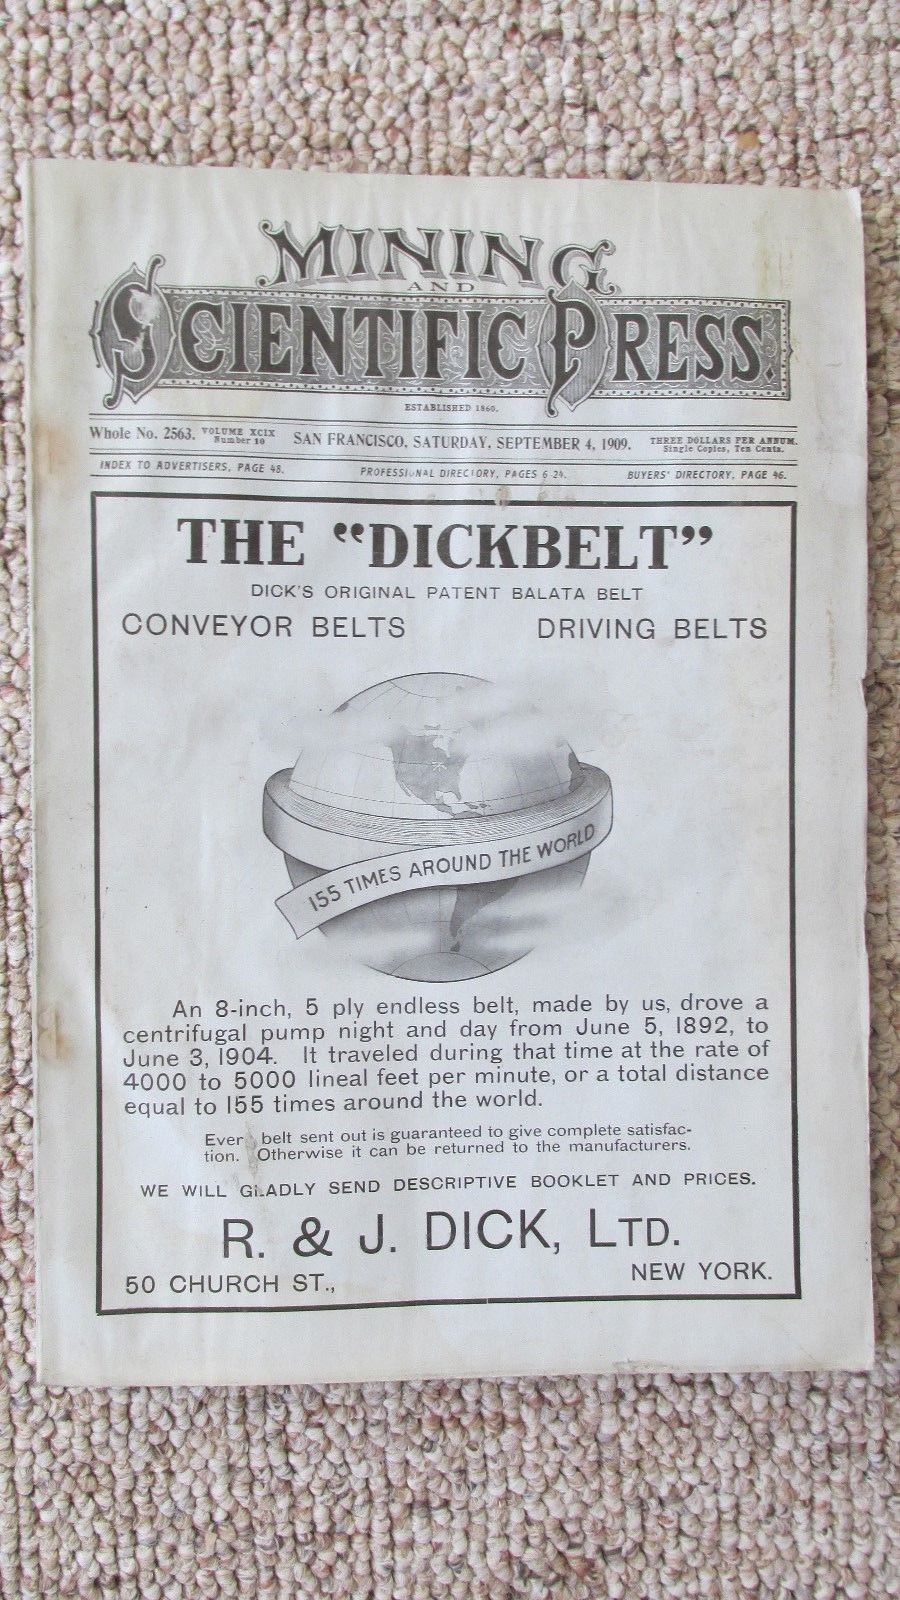 MINING
AND
SCIENTIFIC PRESS.
ESTABLISHED 1860.
Whole No. 2563. VOLUME XCIX Number 10 SAN FRANCISCO, SATURDAY, SEPTEMBER 4, 1909. THREE DOLLARS PER ANNUM. Single Copies, Ten Cents.
INDEX TO ADVERTISERS, PAGE 48. PROFESSIONAL DIRECTORY, PAGES 6-24. BUYERS' DIRECTORY, PAGE 46.
THE "DICKBELT"
DICK'S ORIGINAL PATENT BALATA BELT
CONVEYOR BELTS DRIVING BELTS
155 TIMES AROUND THE WORLD
An 8-inch, 5 ply endless belt, made by us, drove a
centrifugal pump night and day from June 5, 1892, to
June 3, 1904. It traveled during that time at the rate of
4000 to 5000 lineal feet per minute, or a total distance
equal to 155 times around the world.
Ever belt sent out is guaranteed to give complete satisfac-
tion. Otherwise it can be returned to the manufacturers.
WE WILL GLADLY SEND DESCRIPTIVE BOOKLET AND PRICES.
R. & J. DICK, LTD.
50 CHURCH ST., NEW YORK.